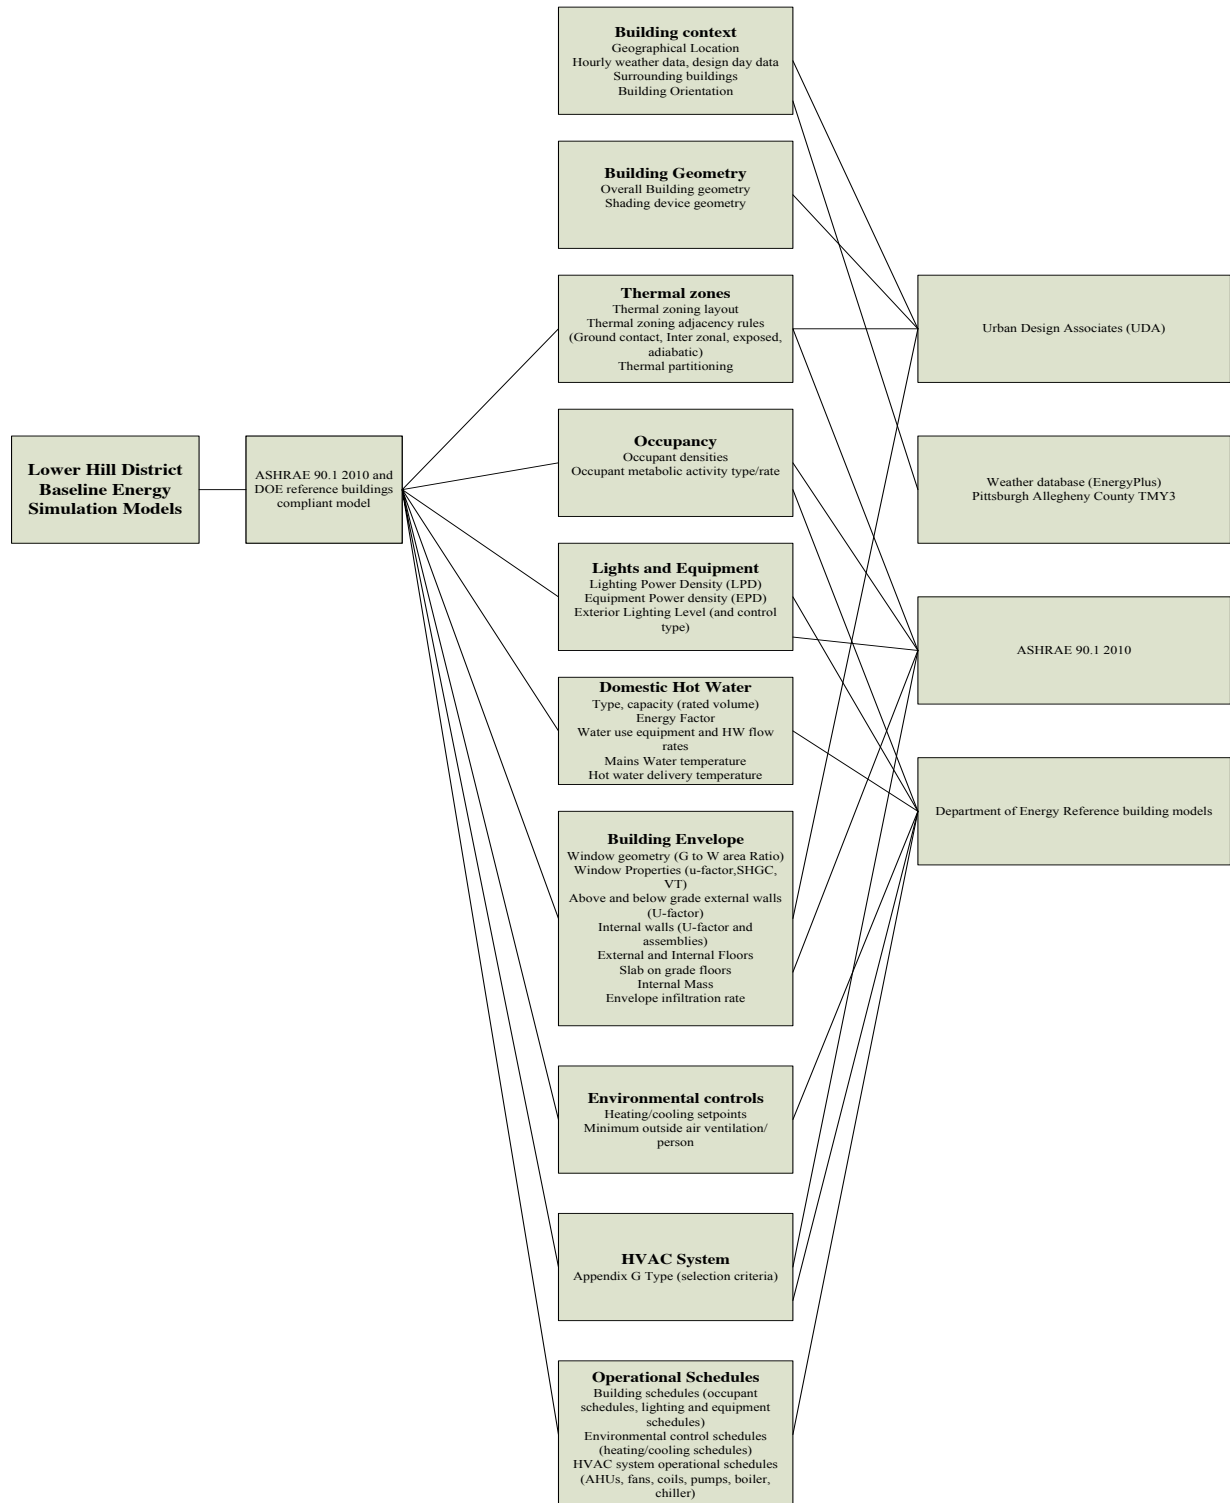 Lower Hill District
Baseline Energy
Simulation Models
ASHRAE 90.1 2010 and
DOE reference buildings
compliant model
Building context
Geographical Location
Hourly weather data, design day data
Surrounding buildings
Building Orientation
Building Geometry
Overall Building geometry
Shading device geometry
Thermal zones
Thermal zoning layout
Thermal zoning adjacency rules
(Ground contact, Inter zonal, exposed,
adiabatic)
Thermal partitioning
Occupancy
Occupant densities
Occupant metabolic activity type/rate
Lights and Equipment
Lighting Power Density (LPD)
Equipment Power density (EPD)
Exterior Lighting Level (and control
type)
Domestic Hot Water
Type, capacity (rated volume)
Energy Factor
Water use equipment and HW flow
rates
Mains Water temperature
Hot water delivery temperature
Building Envelope
Window geometry (G to W area Ratio)
Window Properties (u-factor,SHGC,
VT)
Above and below grade external walls
(U-factor)
Internal walls (U-factor and
assemblies)
External and Internal Floors
Slab on grade floors
Internal Mass
Envelope infiltration rate
Environmental controls
Heating/cooling setpoints
Minimum outside air ventilation/
person
HVAC System
Appendix G Type (selection criteria)
Operational Schedules
Building schedules (occupant
schedules, lighting and equipment
schedules)
Environmental control schedules
(heating/cooling schedules)
HVAC system operational schedules
(AHUs, fans, coils, pumps, boiler,
chiller)
Urban Design Associates (UDA)
Weather database (EnergyPlus)
Pittsburgh Allegheny County TMY3
ASHRAE 90.1 2010
Department of Energy Reference building models